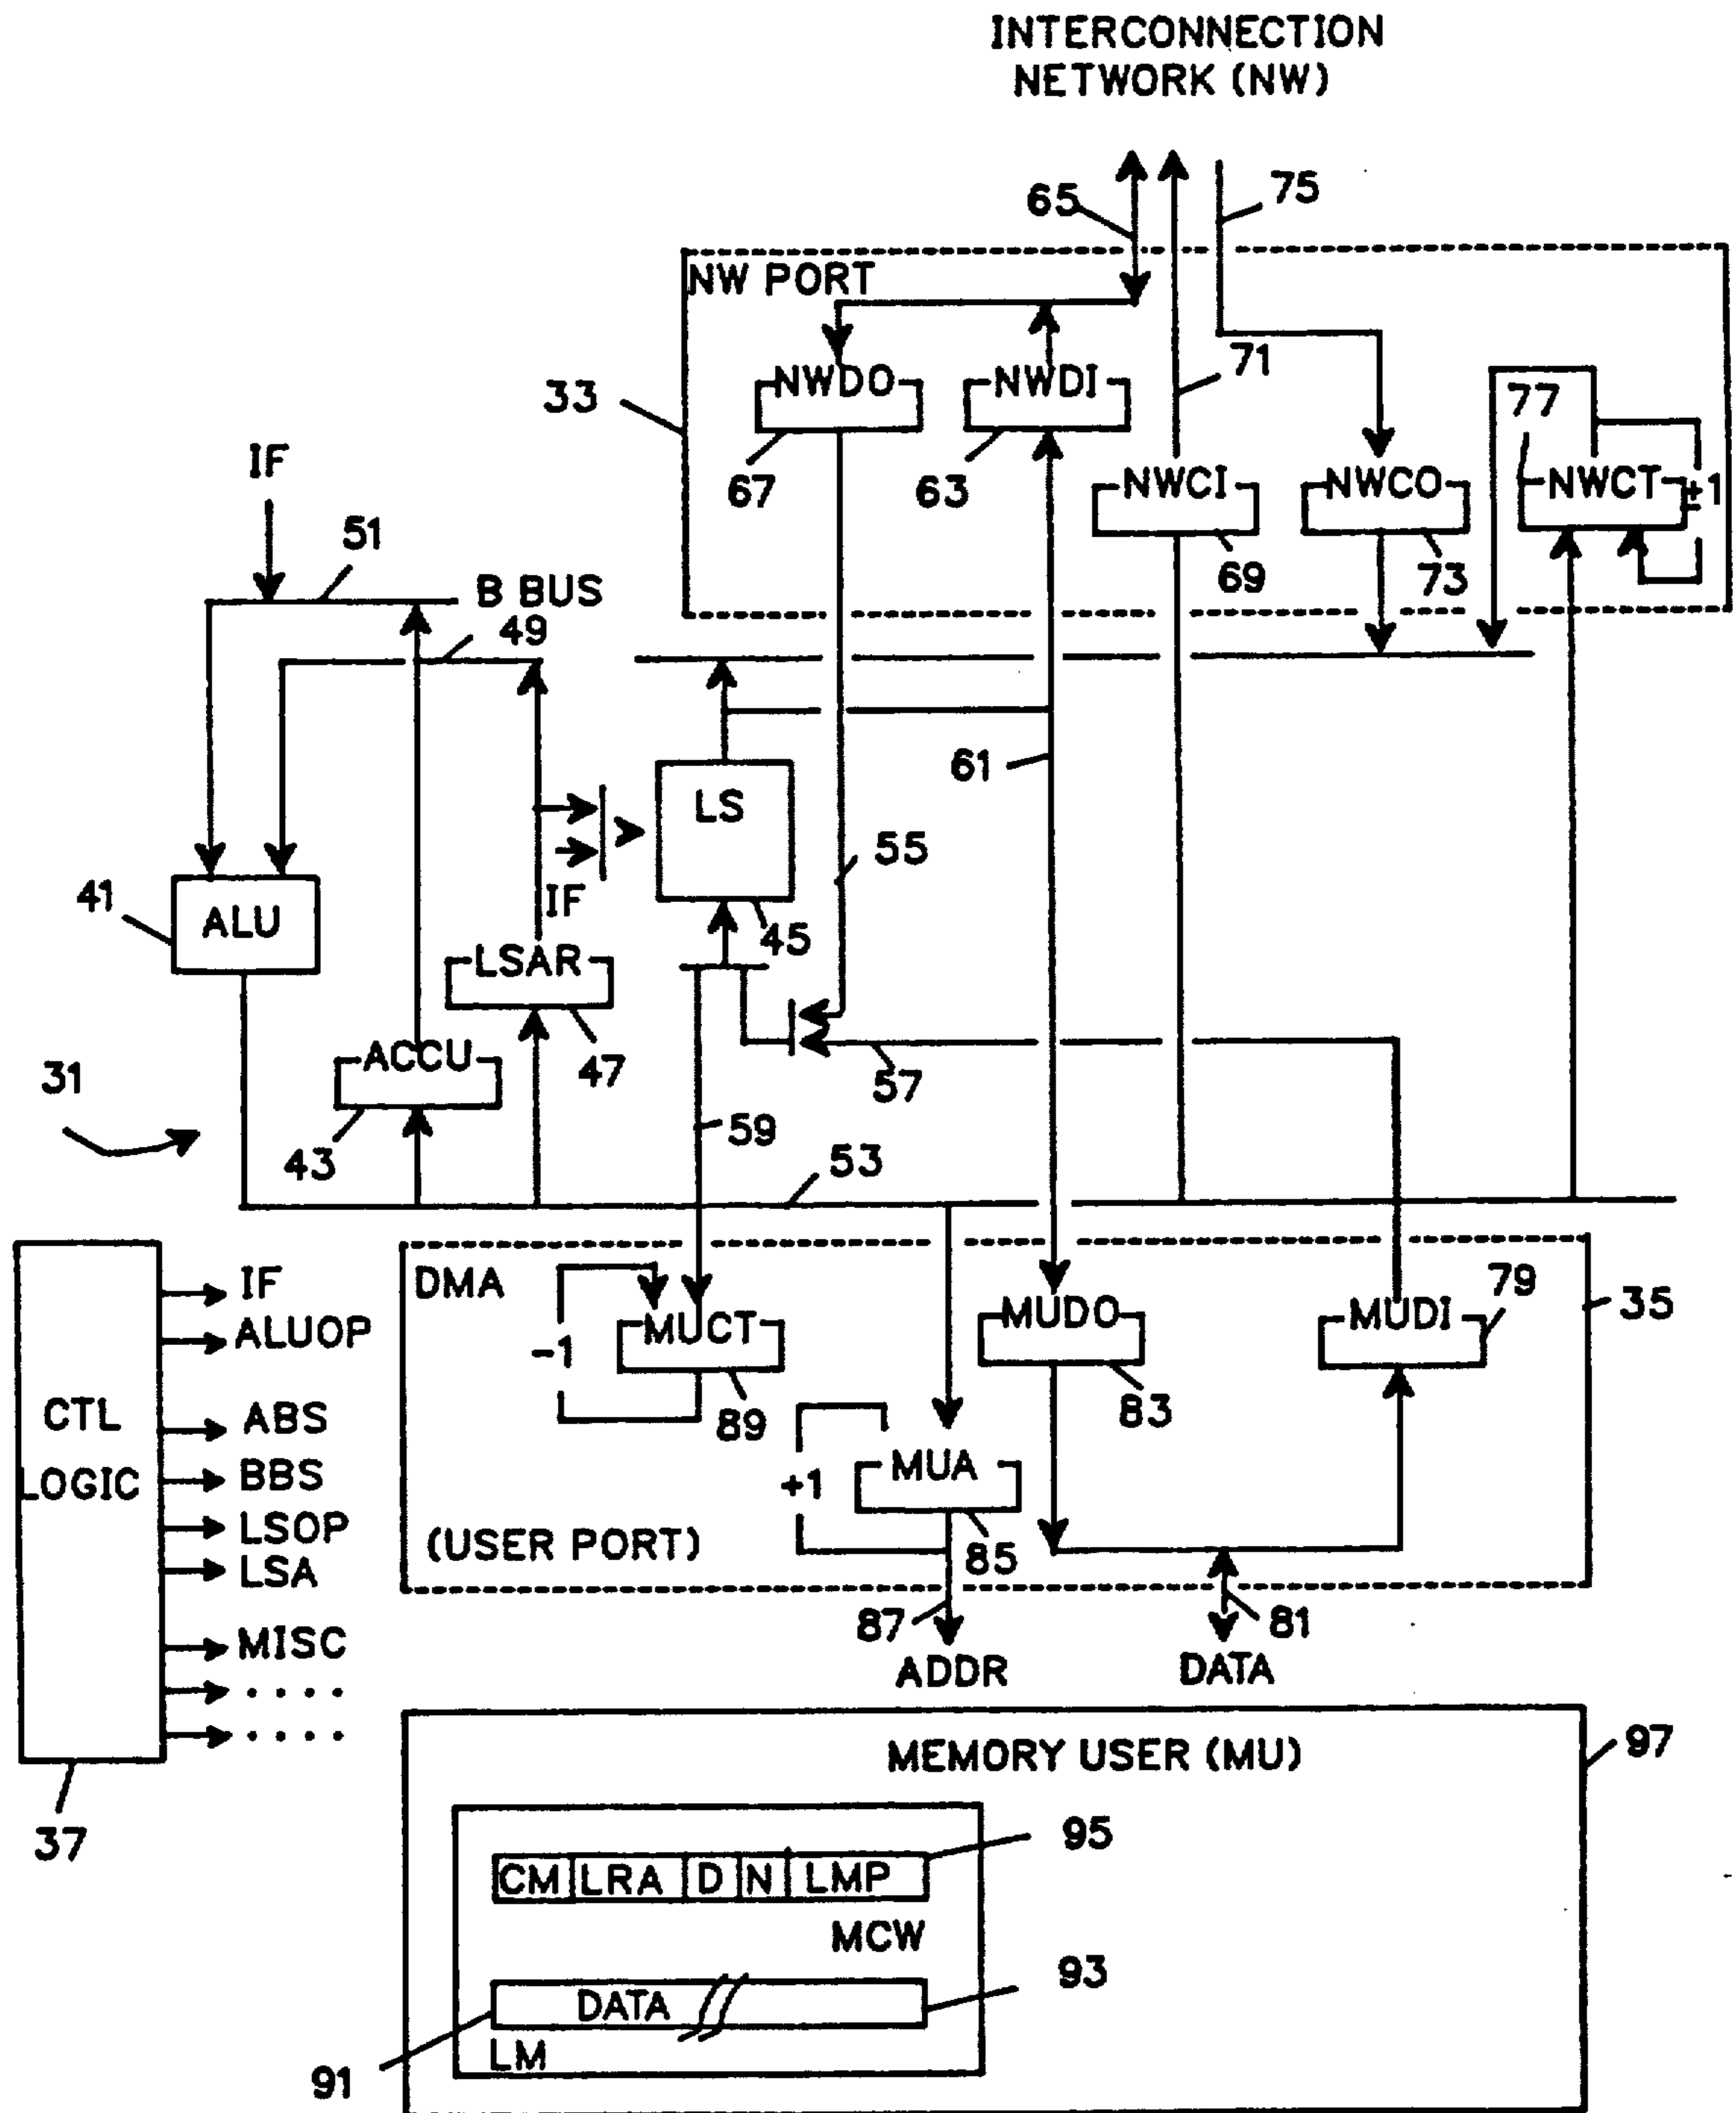 INTERCONNECTION
NETWORK (NW)
65
75
NW PORT
33
NWDO
NWDI
71
77
67
63
NWCI
NWCO
NWCT
±1
69
73
IF
51
B BUS
49
61
LS
55
41
ALU
IF
45
LSAR
47
57
ACCU
31
43
59
53
CTL
LOGIC
IF
ALUOP
ABS
BBS
LSOP
LSA
MISC
....
....
37
DMA
-1
MUCT
89
MUDO
83
MUDI
79
35
+1
MUA
85
(USER PORT)
87
81
ADDR
DATA
MEMORY USER (MU)
97
95
CM LRA D N LMP
MCW
93
DATA
LM
91